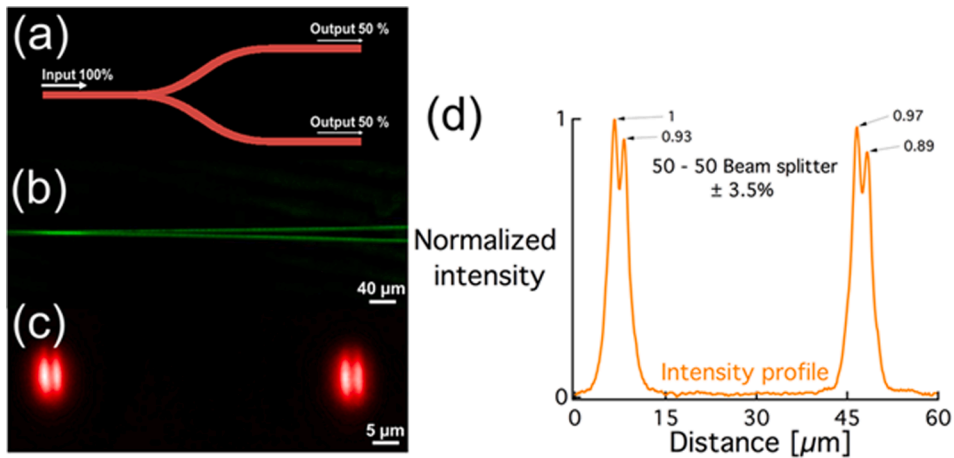 (a)
Output 50 %
Input 100%
Output 50 %
(b)
40 µm
(c)
5 µm
(d)
1
1
0.93
0.97
0.89
50 - 50 Beam splitter
± 3.5%
Normalized
intensity
Intensity profile
0
0
15
30
45
60
Distance [µm]